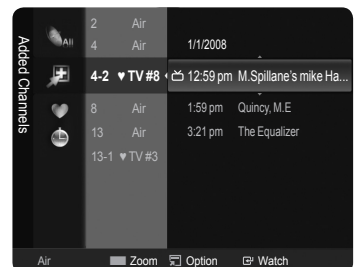 Added Channels
All
2 Air
4 Air
1/1/2008
4-2 ♥ TV #8
12:59 pm M.Spillane's mike Ha...
8 Air
1:59 pm Quincy, M.E
13 Air
3:21 pm The Equalizer
13-1 ♥ TV #3
Air
Zoom
Option
Watch